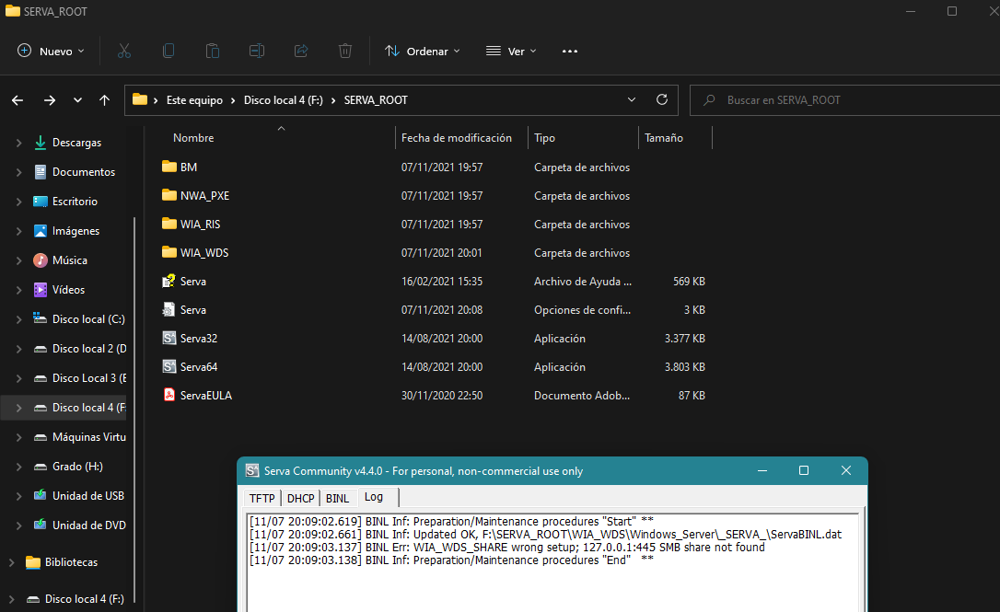 SERVA_ROOT
Nuevo
Ordenar
Ver
Este equipo > Disco local 4 (F:) > SERVA_ROOT
Buscar en SERVA_ROOT
Nombre Fecha de modificación Tipo Tamaño
Descargas
Documentos
Escritorio
Imágenes
Música
Vídeos
Disco local (C:)
Disco local 2 (D
Disco Local 3 (E
Disco local 4 (F:
Máquinas Virtu
Grado (H:)
Unidad de USB
Unidad de DVD
Bibliotecas
Disco local 4 (F:)
BM 07/11/2021 19:57 Carpeta de archivos
NWA_PXE 07/11/2021 19:57 Carpeta de archivos
WIA_RIS 07/11/2021 19:57 Carpeta de archivos
WIA_WDS 07/11/2021 20:01 Carpeta de archivos
Serva 16/02/2021 15:35 Archivo de Ayuda ... 569 KB
Serva 07/11/2021 20:08 Opciones de confi... 3 KB
Serva32 14/08/2021 20:00 Aplicación 3.377 KB
Serva64 14/08/2021 20:00 Aplicación 3.803 KB
ServaEULA 30/11/2020 22:50 Documento Adob... 87 KB
Serva Community v4.4.0 - For personal, non-commercial use only
TFTP DHCP BINL Log
[11/07 20:09:02.619] BINL Inf: Preparation/Maintenance procedures "Start" **
[11/07 20:09:02.661] BINL Inf: Updated OK, F:\SERVA_ROOT\WIA_WDS\Windows_Server\_SERVA_\ServaBINL.dat
[11/07 20:09:03.137] BINL Err: WIA_WDS_SHARE wrong setup; 127.0.0.1:445 SMB share not found
[11/07 20:09:03.138] BINL Inf: Preparation/Maintenance procedures "End" **